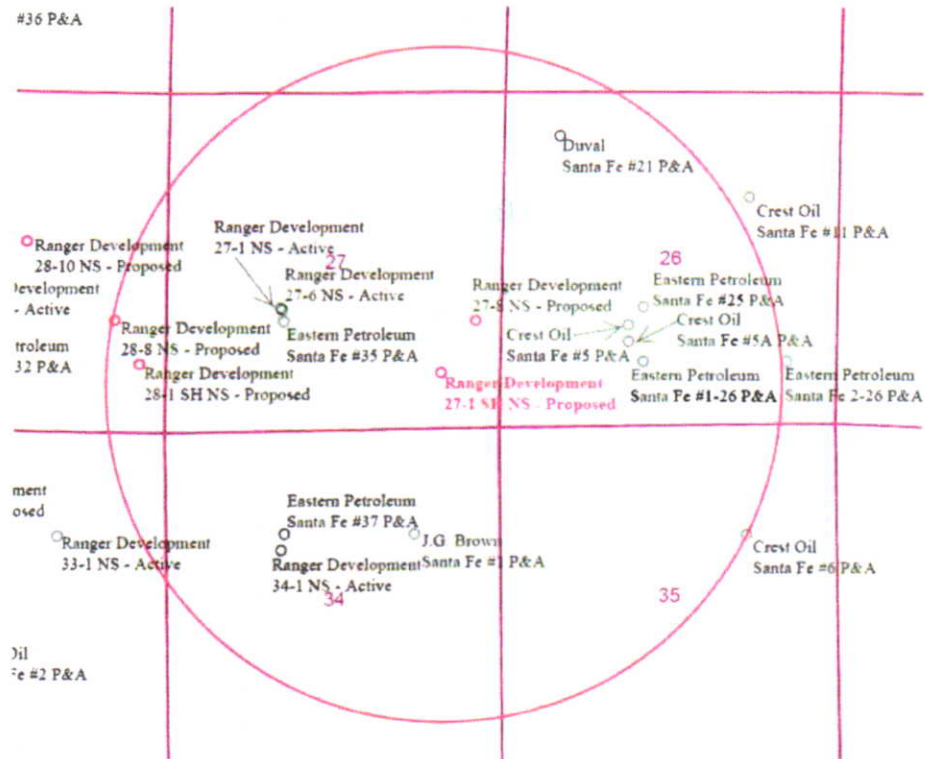 #36 P&A
Duval
Santa Fe #21 P&A
Crest Oil
Santa Fe #11 P&A
Ranger Development
27-1 NS - Active
27
26
Ranger Development
28-10 NS - Proposed
Ranger Development
27-6 NS - Active
Ranger Development
27-8 NS - Proposed
Eastern Petroleum
Santa Fe #25 P&A
- Active
Ranger Development
28-8 NS - Proposed
Eastern Petroleum
Santa Fe #35 P&A
Crest Oil
Santa Fe #5 P&A
Crest Oil
Santa Fe #5A P&A
troleum
32 P&A
Ranger Development
28-1 SH NS - Proposed
Ranger Development
27-1 SH NS - Proposed
Eastern Petroleum
Santa Fe #1-26 P&A
Eastern Petroleum
Santa Fe 2-26 P&A
ment
osed
Ranger Development
33-1 NS - Active
Eastern Petroleum
Santa Fe #37 P&A
J.G. Brown
Santa Fe #1 P&A
Ranger Development
34-1 NS - Active
34
Crest Oil
Santa Fe #6 P&A
35
Oil
Fe #2 P&A